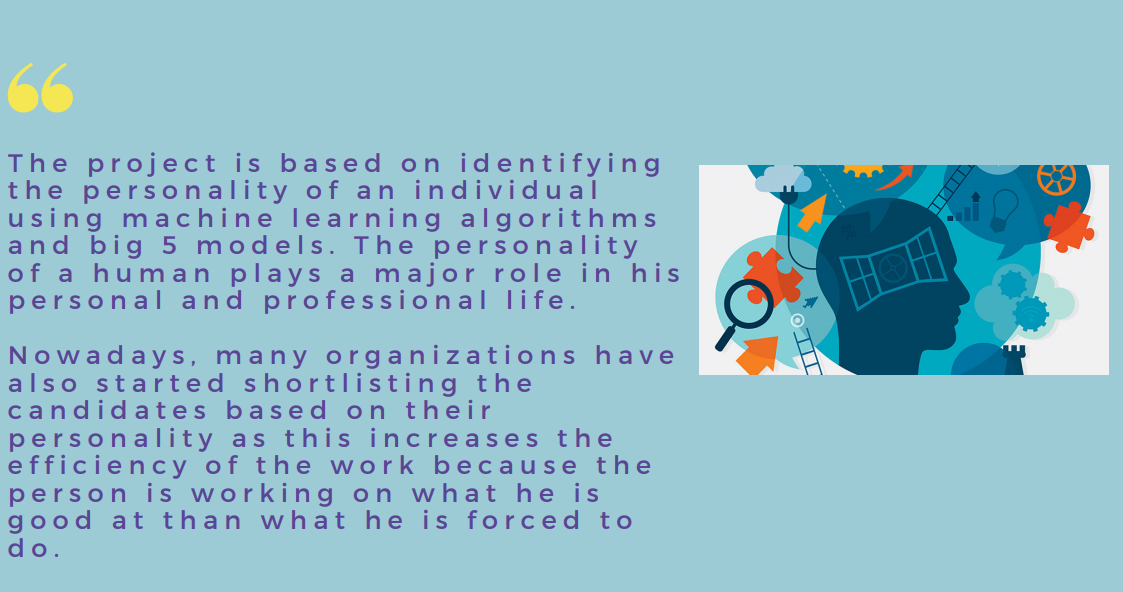 “
The project is based on identifying
the personality of an individual
using machine learning algorithms
and big 5 models. The personality
of a human plays a major role in his
personal and professional life.
Nowadays, many organizations have
also started shortlisting the
candidates based on their
personality as this increases the
efficiency of the work because the
person is working on what he is
good at than what he is forced to
do.